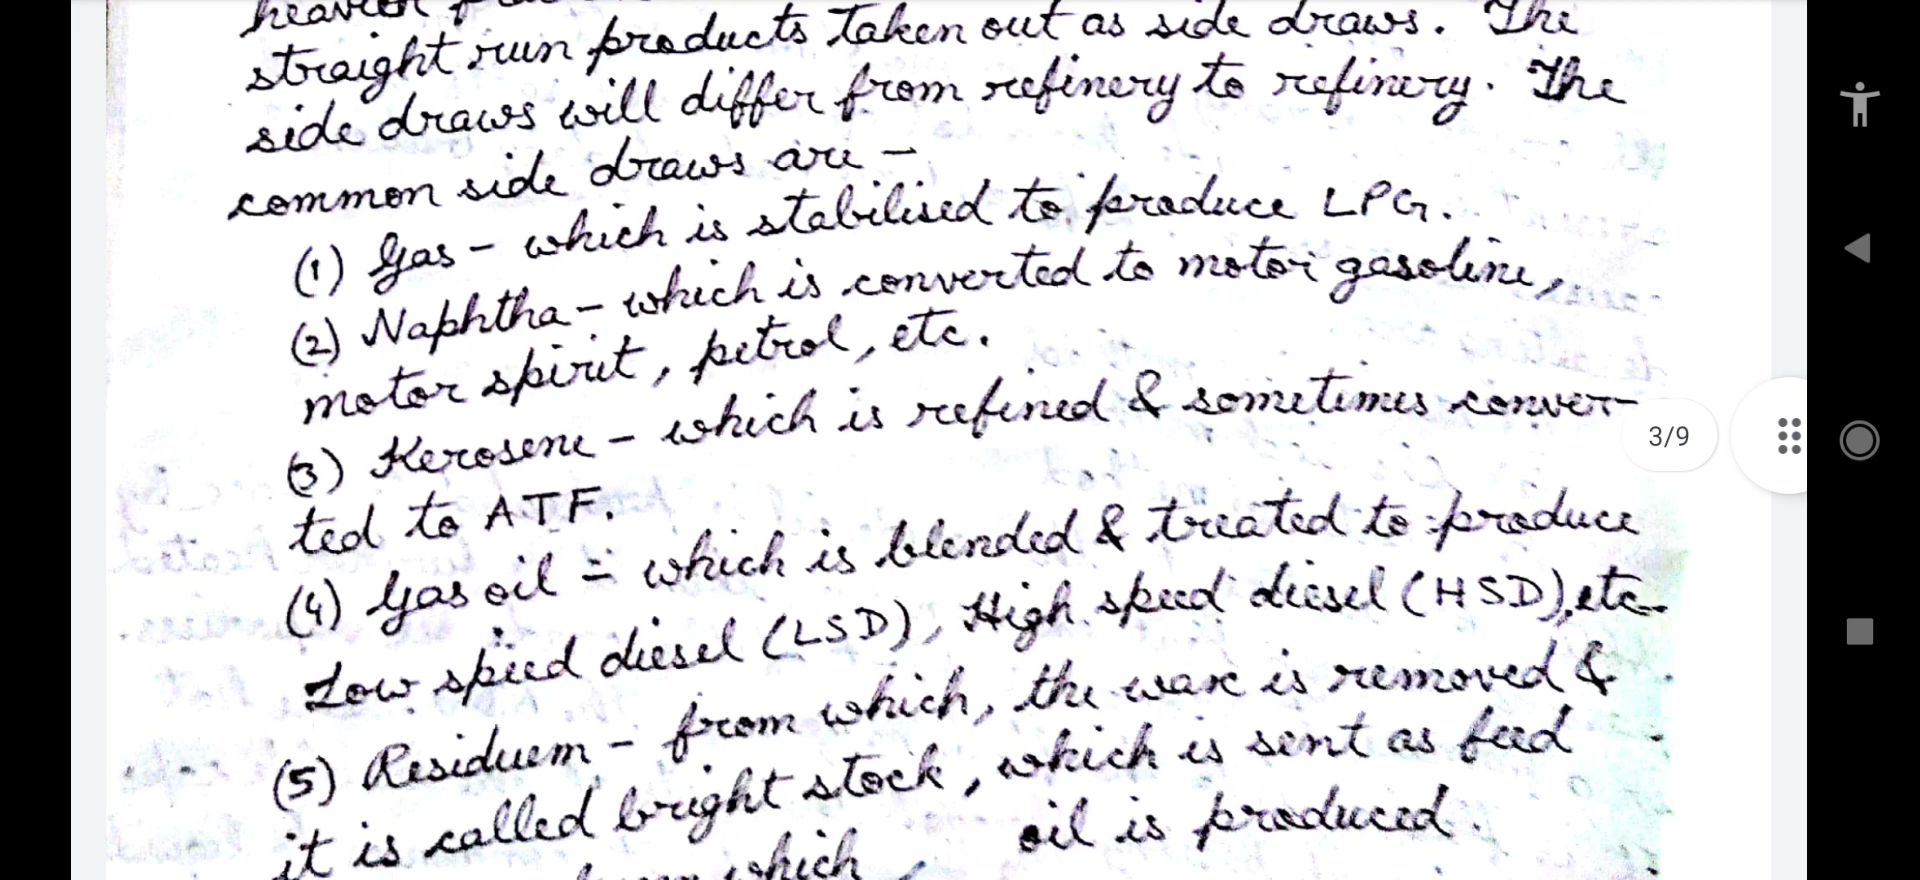 straight run products taken out as side draws. The
side draws will differ from refinery to refinery. The
common side draws are -
(1) Gas - which is stabilised to produce LPG.
(2) Naphtha - which is converted to motor gasoline,
motor spirit, petrol, etc.
(3) Kerosene - which is refined & sometimes conver-
ted to ATF.
(4) Gas oil - which is blended & treated to produce
Low speed diesel (LSD), High speed diesel (HSD), etc.
(5) Residuem - from which, the wax is removed &
it is called bright stock, which is sent as feed
which oil is produced.
3/9